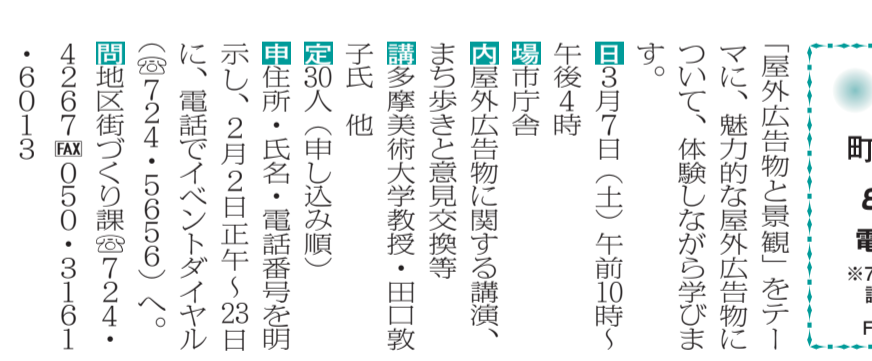 「屋外広告物と景観」をテー
マに、魅力的な屋外広告物に
ついて、体験しながら学びま
す。
日3月7日（土）午前10時～
午後4時
場市庁舎
内屋外広告物に関する講演、
まち歩きと意見交換等
講多摩美術大学教授・田口敦
子氏　他
定30人（申し込み順）
申住所・氏名・電話番号を明
示し、2月2日正午～23日
に、電話でイベントダイヤル
（☎724・5656）へ。
問地区街づくり課☎724・
4267FAX050・3161
・6013
町
電
※7